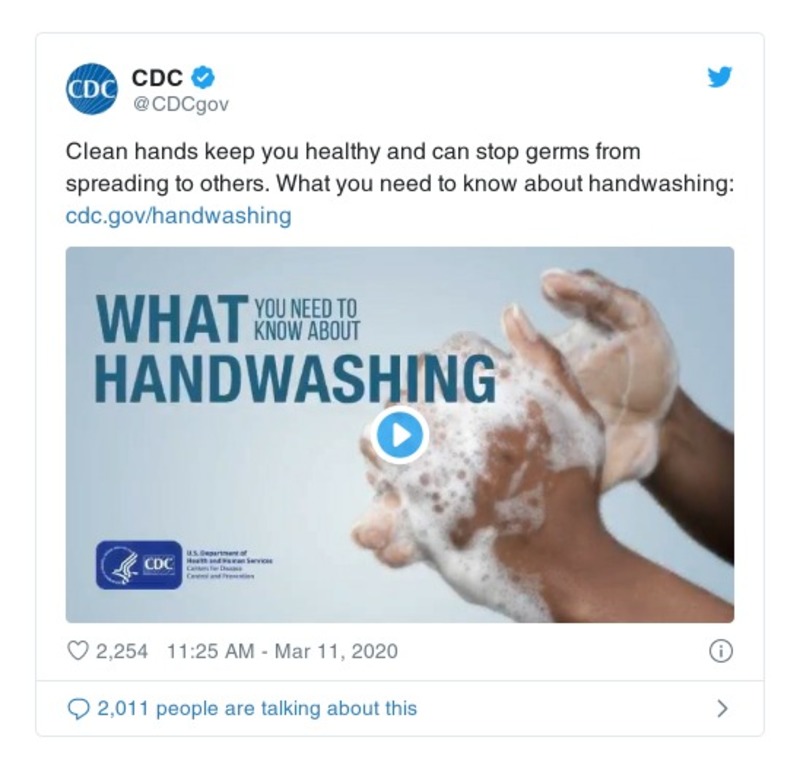 CDC
CDC
@CDCgov
Clean hands keep you healthy and can stop germs from
spreading to others. What you need to know about handwashing:
cdc.gov/handwashing
WHAT YOU NEED TO
KNOW ABOUT
HANDWASHING
CDC
U.S. Department of
Health and Human Services
Centers for Disease
Control and Prevention
2,254 11:25 AM - Mar 11, 2020
2,011 people are talking about this